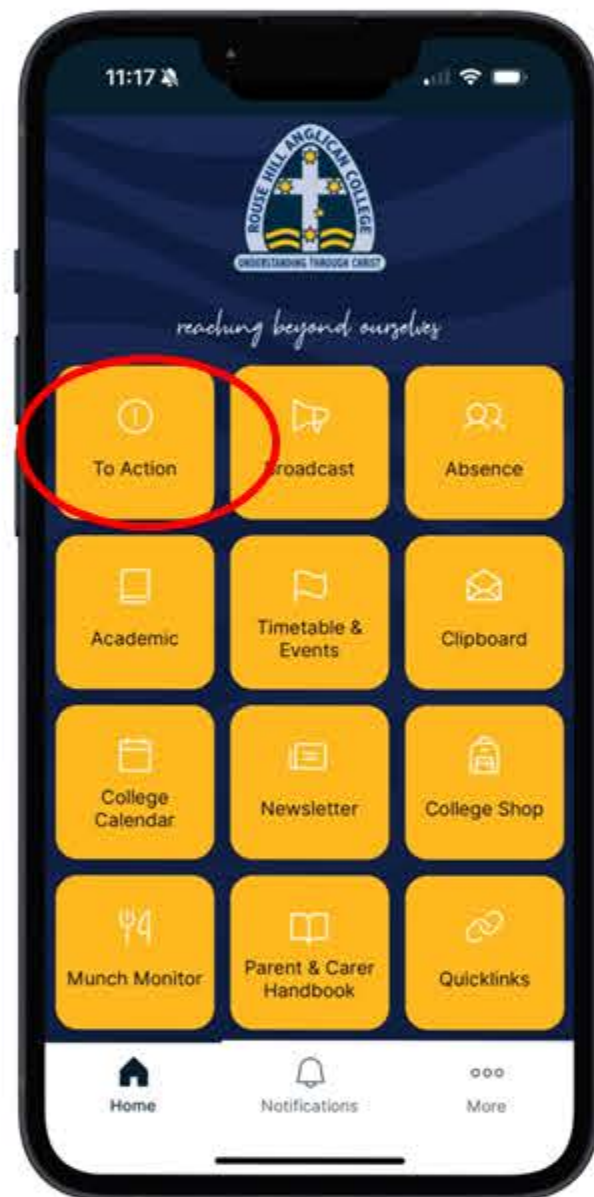 11:17
ROUSE HILL ANGLICAN COLLEGE
UNDERSTANDING THROUGH CHRIST
reaching beyond ourselves
To Action
Broadcast
Absence
Academic
Timetable &
Events
Clipboard
College
Calendar
Newsletter
College Shop
Munch Monitor
Parent & Carer
Handbook
Quicklinks
Home
Notifications
More